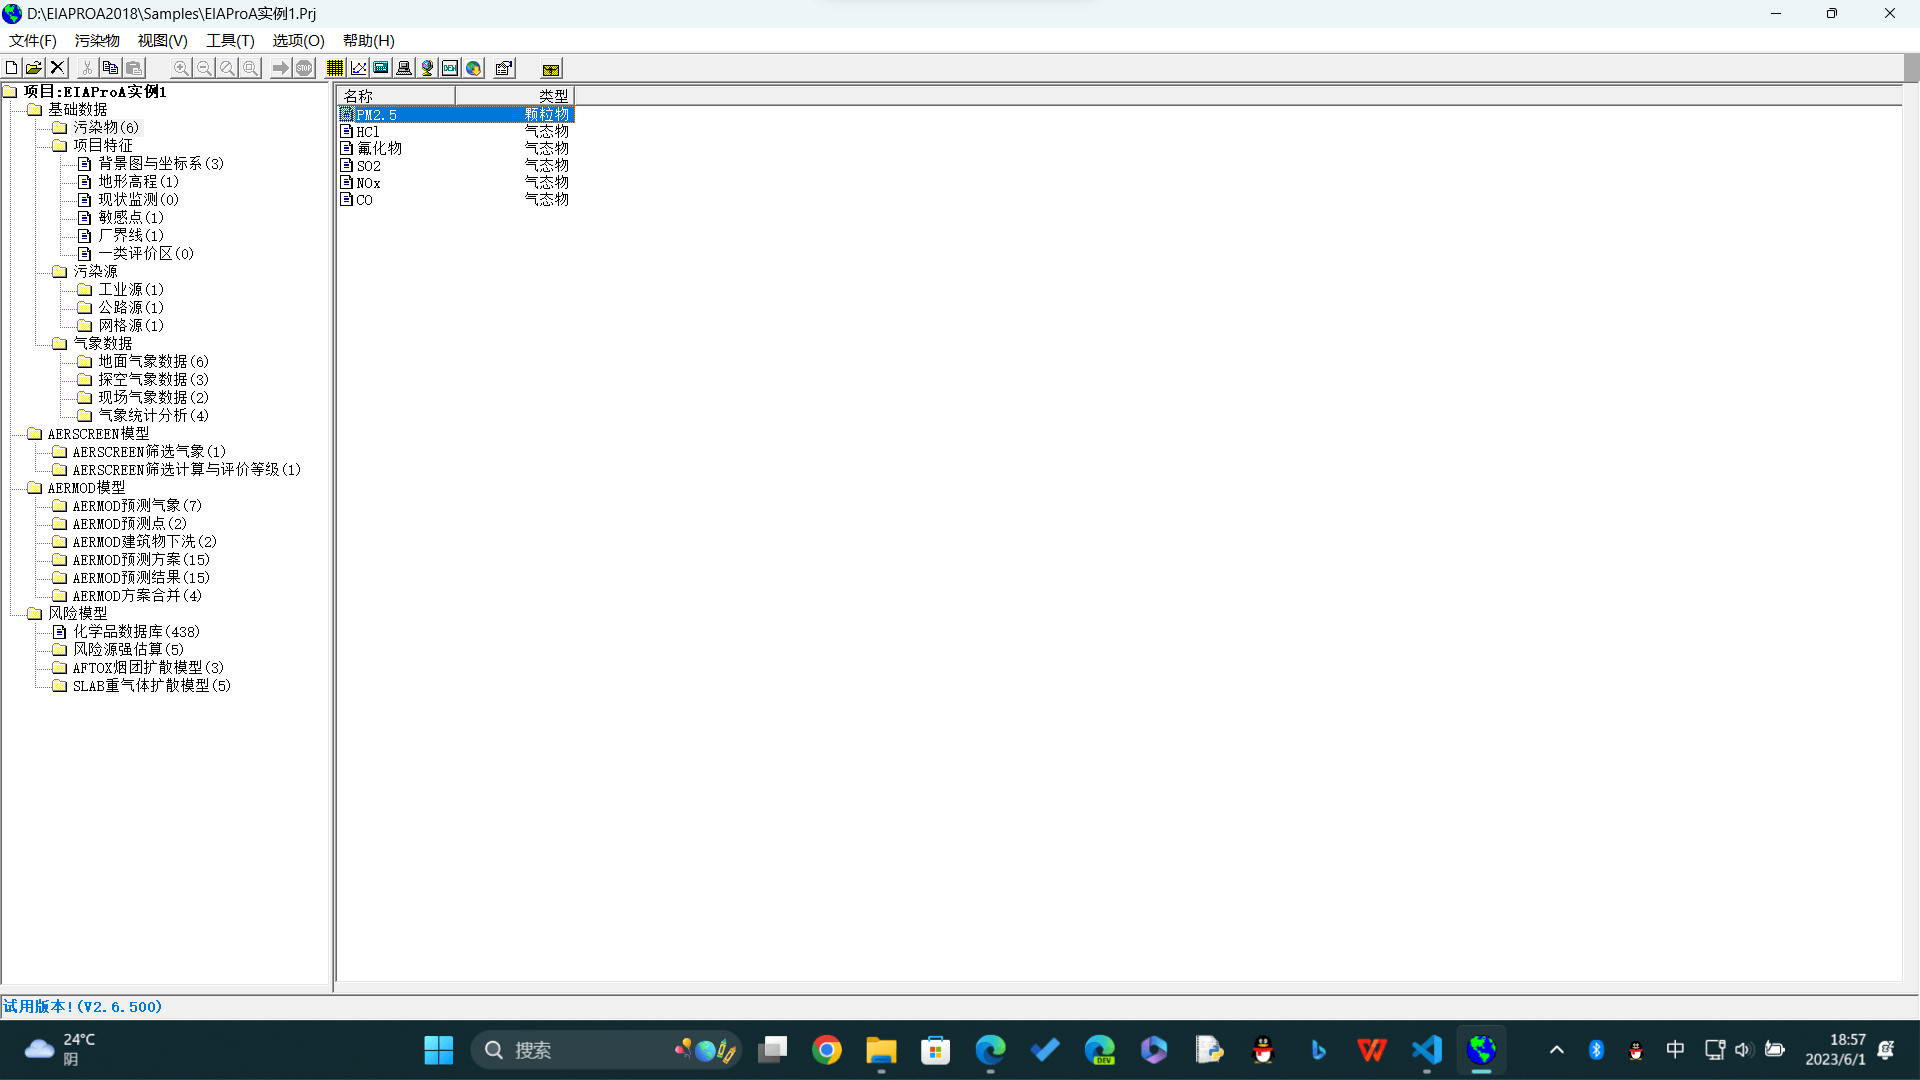 D:\EIAPROA2018\Samples\EIAProA实例1.Prj
文件(F) 污染物 视图(V) 工具(T) 选项(O) 帮助(H)
STOP DEM
项目:EIAProA实例1
基础数据
污染物(6)
项目特征
背景图与坐标系(3)
地形高程(1)
现状监测(0)
敏感点(1)
厂界线(1)
一类评价区(0)
污染源
工业源(1)
公路源(1)
网格源(1)
气象数据
地面气象数据(6)
探空气象数据(3)
现场气象数据(2)
气象统计分析(4)
AERSCREEN模型
AERSCREEN筛选气象(1)
AERSCREEN筛选计算与评价等级(1)
AERMOD模型
AERMOD预测气象(7)
AERMOD预测点(2)
AERMOD建筑物下洗(2)
AERMOD预测方案(15)
AERMOD预测结果(15)
AERMOD方案合并(4)
风险模型
化学品数据库(438)
风险源强估算(5)
AFTOX烟团扩散模型(3)
SLAB重气体扩散模型(5)
名称 类型
PM2.5 颗粒物
HCl 气态物
氟化物 气态物
SO2 气态物
NOx 气态物
CO 气态物
试用版本!(V2.6.500)
24°C
阴
搜索
DEV
中
18:57
2023/6/1